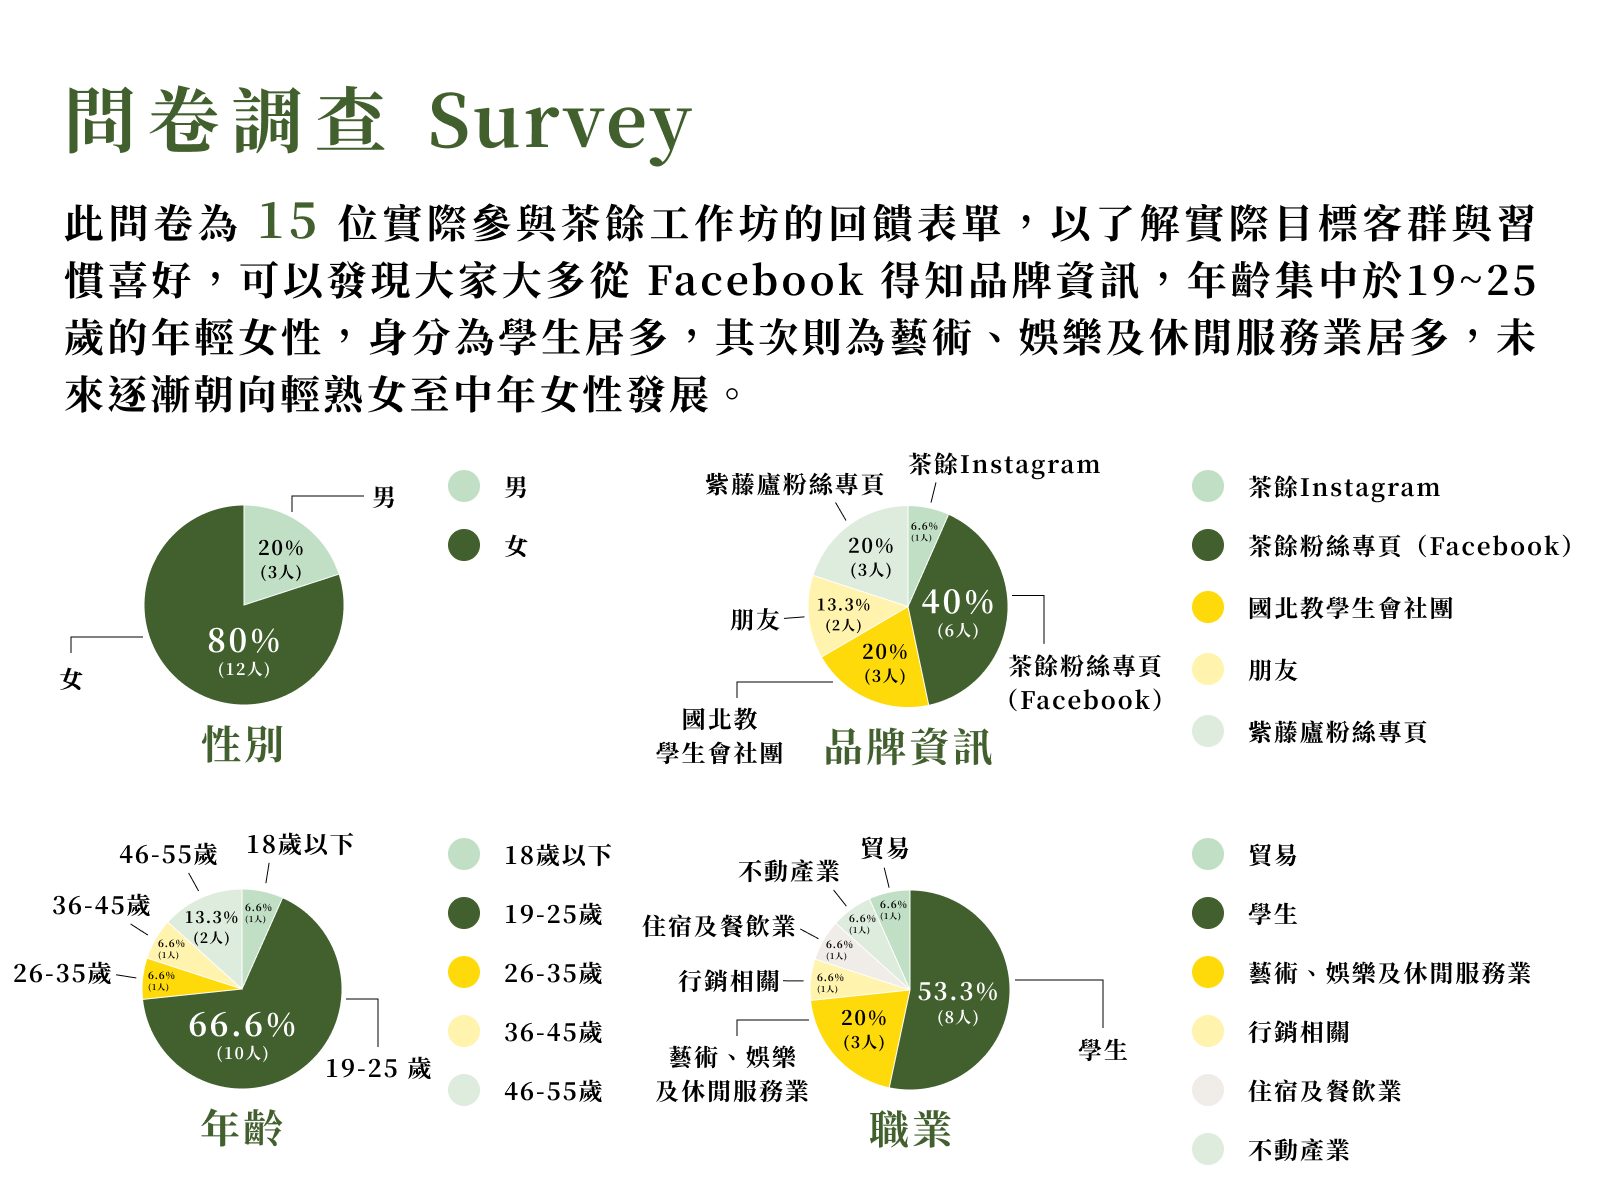 問卷調查 Survey
此問卷為 15 位實際參與茶餘工作坊的回饋表單，以了解實際目標客群與習
慣喜好，可以發現大家大多從 Facebook 得知品牌資訊，年齡集中於19~25
歲的年輕女性，身分為學生居多，其次則為藝術、娛樂及休閒服務業居多，未
來逐漸朝向輕熟女至中年女性發展。
男
20%
(3人)
80%
(12人)
女
性別
男
女
茶餘Instagram
紫藤廬粉絲專頁
6.6%
(1人)
20%
(3人)
40%
(6人)
13.3%
(2人)
朋友
20%
(3人)
茶餘粉絲專頁
（Facebook）
國北教
學生會社團
品牌資訊
茶餘Instagram
茶餘粉絲專頁（Facebook）
國北教學生會社團
朋友
紫藤廬粉絲專頁
18歲以下
46-55歲
36-45歲
26-35歲
6.6%
(1人)
13.3%
(2人)
6.6%
(1人)
6.6%
(1人)
66.6%
(10人)
19-25 歲
年齡
18歲以下
19-25歲
26-35歲
36-45歲
46-55歲
貿易
不動產業
住宿及餐飲業
行銷相關
6.6%
(1人)
6.6%
(1人)
6.6%
(1人)
6.6%
(1人)
53.3%
(8人)
20%
(3人)
學生
藝術、娛樂
及休閒服務業
職業
貿易
學生
藝術、娛樂及休閒服務業
行銷相關
住宿及餐飲業
不動產業